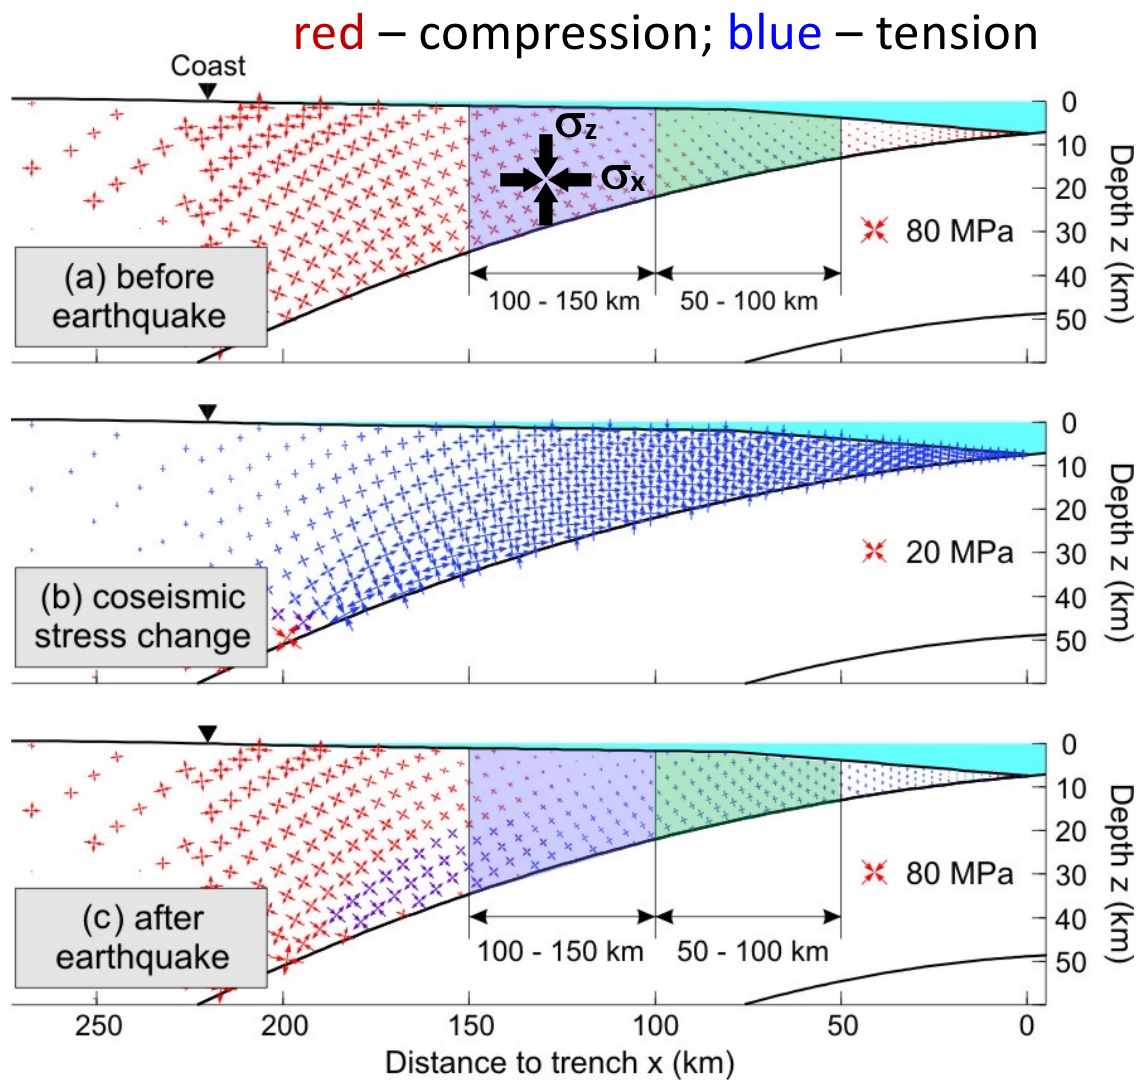 red – compression; blue – tension
Coast
σz
σx
0
10
20
30
40
50
Depth z (km)
80 MPa
(a) before
earthquake
100 - 150 km
50 - 100 km
0
10
20
30
40
50
Depth z (km)
20 MPa
(b) coseismic
stress change
0
10
20
30
40
50
Depth z (km)
80 MPa
(c) after
earthquake
100 - 150 km
50 - 100 km
250
200
150
100
50
0
Distance to trench x (km)